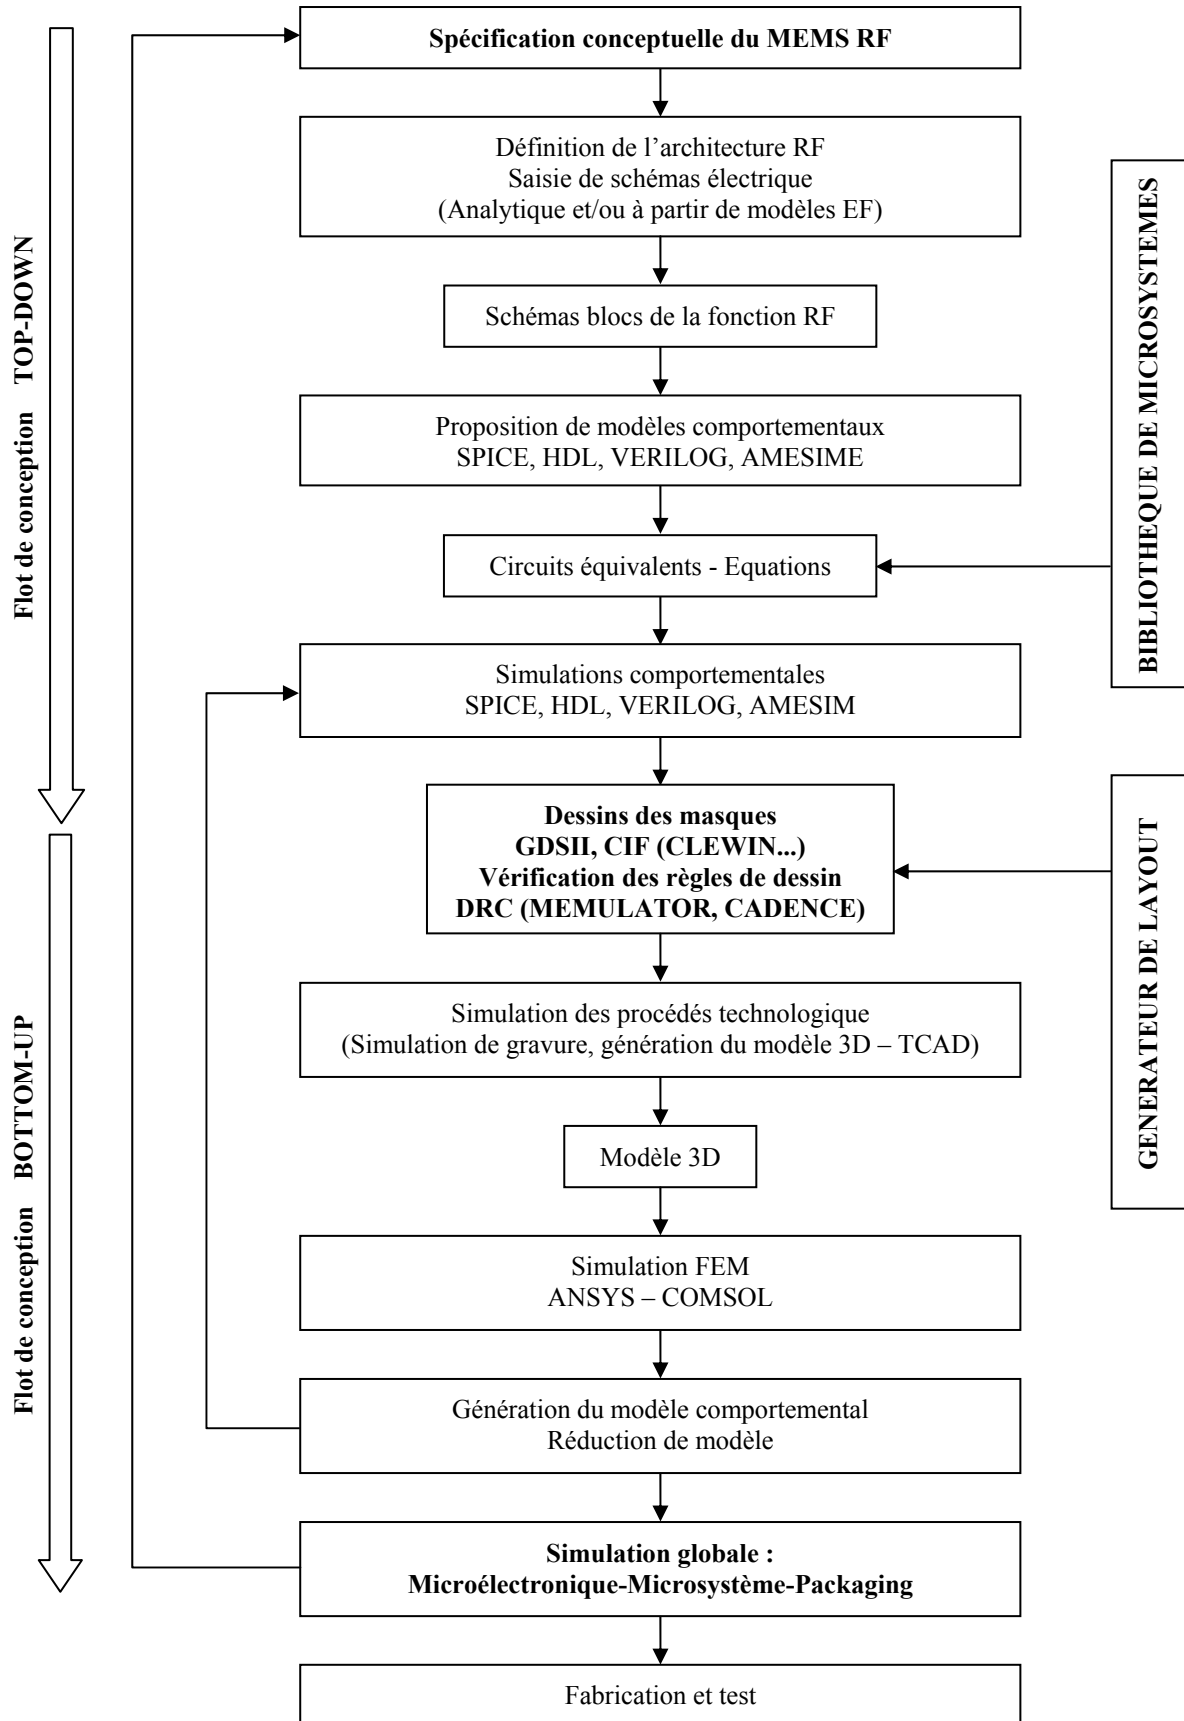 Spécification conceptuelle du MEMS RF
Définition de l’architecture RF
Saisie de schémas électrique
(Analytique et/ou à partir de modèles EF)
Schémas blocs de la fonction RF
Proposition de modèles comportementaux
SPICE, HDL, VERILOG, AMESIME
Circuits équivalents - Equations
Simulations comportementales
SPICE, HDL, VERILOG, AMESIM
Dessins des masques
GDSII, CIF (CLEWIN...)
Vérification des règles de dessin
DRC (MEMULATOR, CADENCE)
Simulation des procédés technologique
(Simulation de gravure, génération du modèle 3D – TCAD)
Modèle 3D
Simulation FEM
ANSYS – COMSOL
Génération du modèle comportemental
Réduction de modèle
Simulation globale :
Microélectronique-Microsystème-Packaging
Fabrication et test
Flot de conception TOP-DOWN
Flot de conception BOTTOM-UP
BIBLIOTHEQUE DE MICROSYSTEMES
GENERATEUR DE LAYOUT